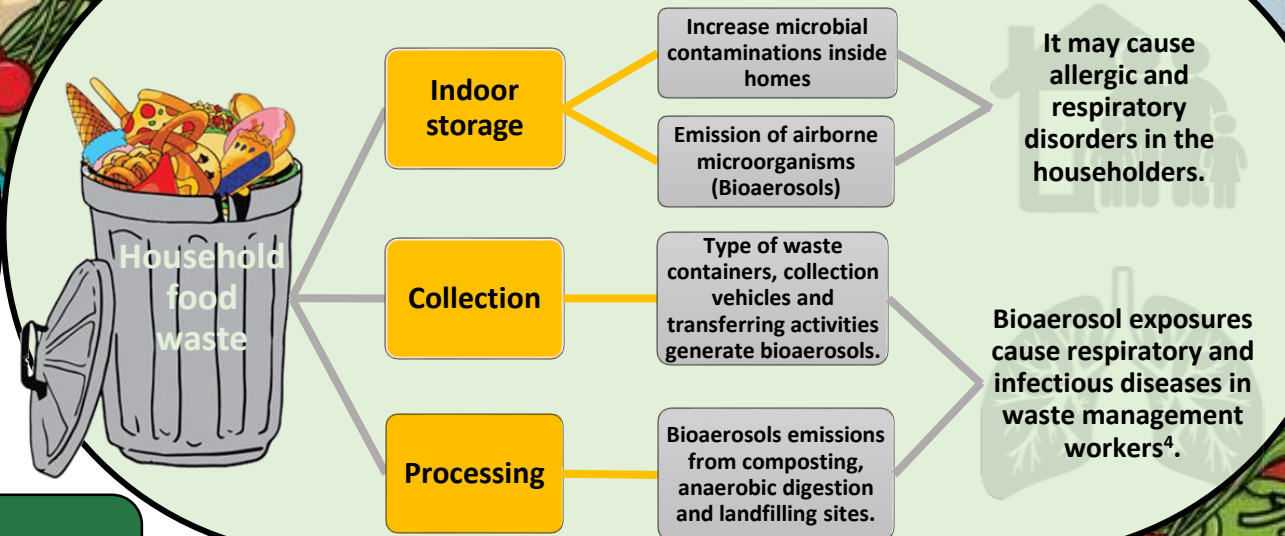 Household
food
waste
Indoor
storage
Increase microbial
contaminations inside
homes
Emission of airborne
microorganisms
(Bioaerosols)
It may cause
allergic and
respiratory
disorders in the
householders.
Collection
Type of waste
containers, collection
vehicles and
transferring activities
generate bioaerosols.
Processing
Bioaerosols emissions
from composting,
anaerobic digestion
and landfilling sites.
Bioaerosol exposures
cause respiratory and
infectious diseases in
waste management
workers⁴.